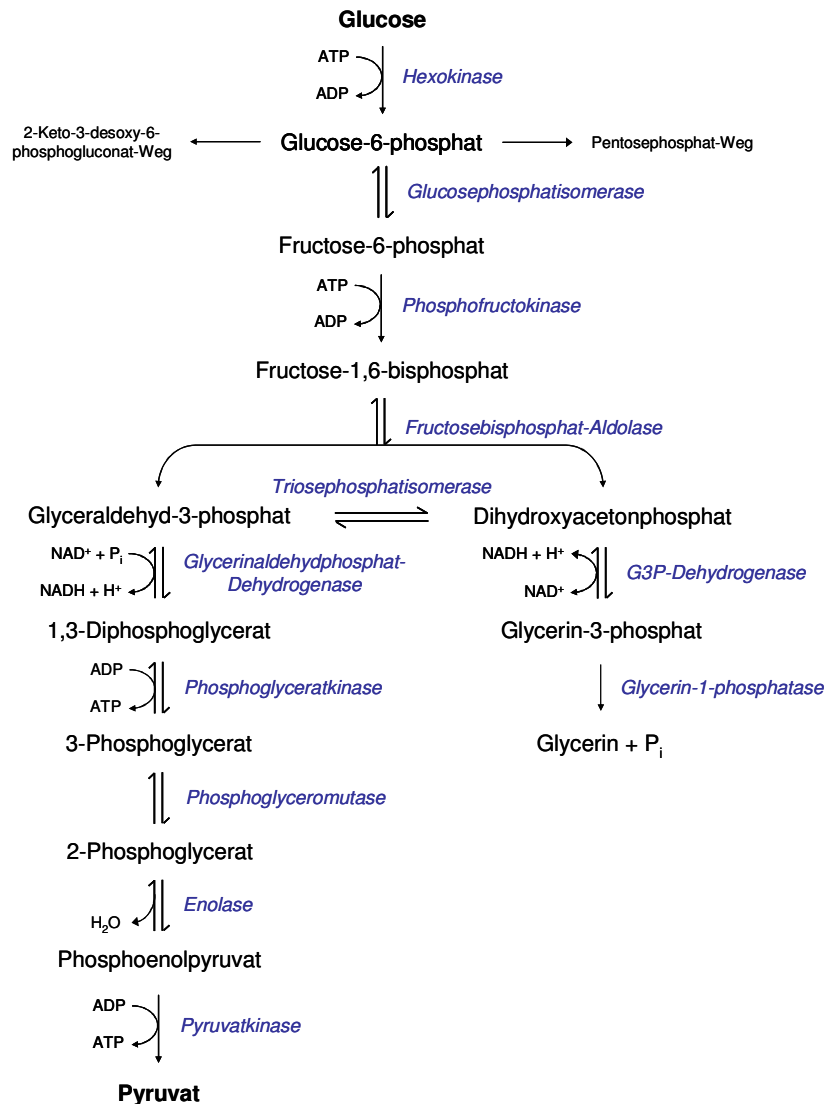 Glucose
ATP
ADP
Hexokinase
2-Keto-3-desoxy-6-
phosphogluconat-Weg
Glucose-6-phosphat
Pentosephosphat-Weg
Glucosephosphatisomerase
Fructose-6-phosphat
ATP
ADP
Phosphofructokinase
Fructose-1,6-bisphosphat
Fructosebisphosphat-Aldolase
Triosephosphatisomerase
Glyceraldehyd-3-phosphat
Dihydroxyacetonphosphat
NAD⁺ + Pᵢ
NADH + H⁺
Glycerinaldehydphosphat-
Dehydrogenase
NADH + H⁺
NAD⁺
G3P-Dehydrogenase
1,3-Diphosphoglycerat
Glycerin-3-phosphat
ADP
ATP
Phosphoglyceratkinase
Glycerin-1-phosphatase
3-Phosphoglycerat
Glycerin + Pᵢ
Phosphoglyceromutase
2-Phosphoglycerat
H₂O
Enolase
Phosphoenolpyruvat
ADP
ATP
Pyruvatkinase
Pyruvat